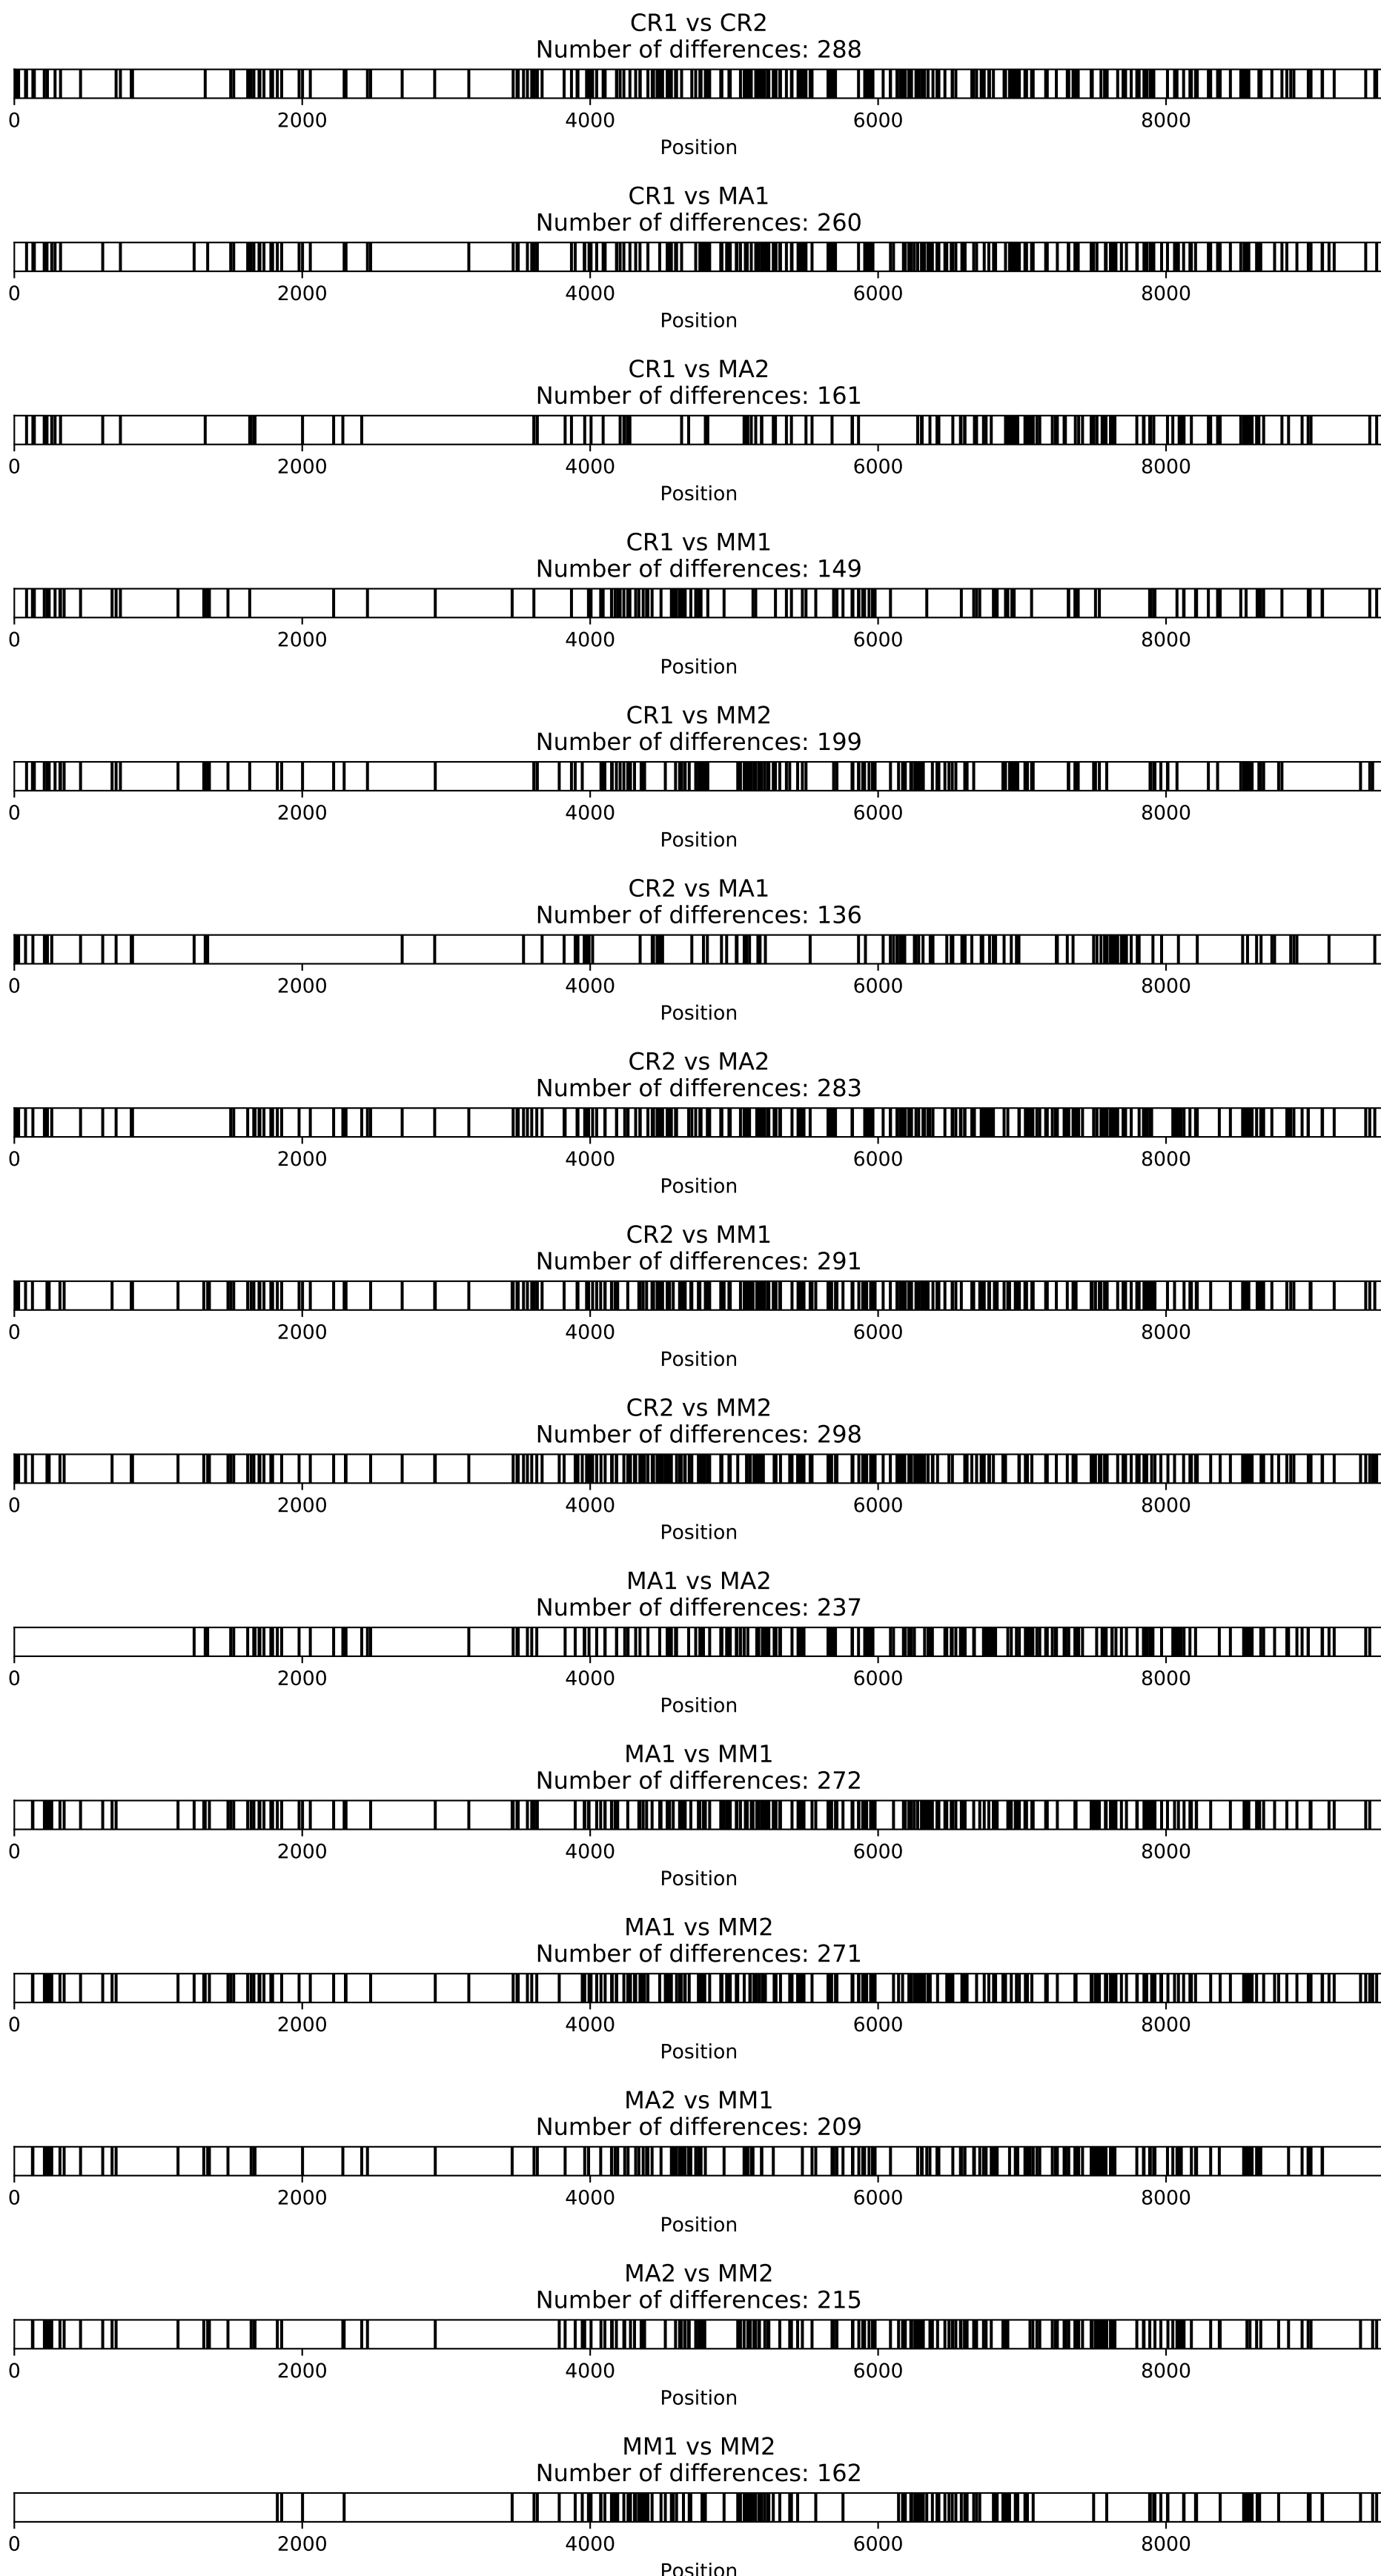 CR1 vs CR2
Number of differences: 288
0 2000 4000 6000 8000
Position
CR1 vs MA1
Number of differences: 260
0 2000 4000 6000 8000
Position
CR1 vs MA2
Number of differences: 161
0 2000 4000 6000 8000
Position
CR1 vs MM1
Number of differences: 149
0 2000 4000 6000 8000
Position
CR1 vs MM2
Number of differences: 199
0 2000 4000 6000 8000
Position
CR2 vs MA1
Number of differences: 136
0 2000 4000 6000 8000
Position
CR2 vs MA2
Number of differences: 283
0 2000 4000 6000 8000
Position
CR2 vs MM1
Number of differences: 291
0 2000 4000 6000 8000
Position
CR2 vs MM2
Number of differences: 298
0 2000 4000 6000 8000
Position
MA1 vs MA2
Number of differences: 237
0 2000 4000 6000 8000
Position
MA1 vs MM1
Number of differences: 272
0 2000 4000 6000 8000
Position
MA1 vs MM2
Number of differences: 271
0 2000 4000 6000 8000
Position
MA2 vs MM1
Number of differences: 209
0 2000 4000 6000 8000
Position
MA2 vs MM2
Number of differences: 215
0 2000 4000 6000 8000
Position
MM1 vs MM2
Number of differences: 162
0 2000 4000 6000 8000
Position